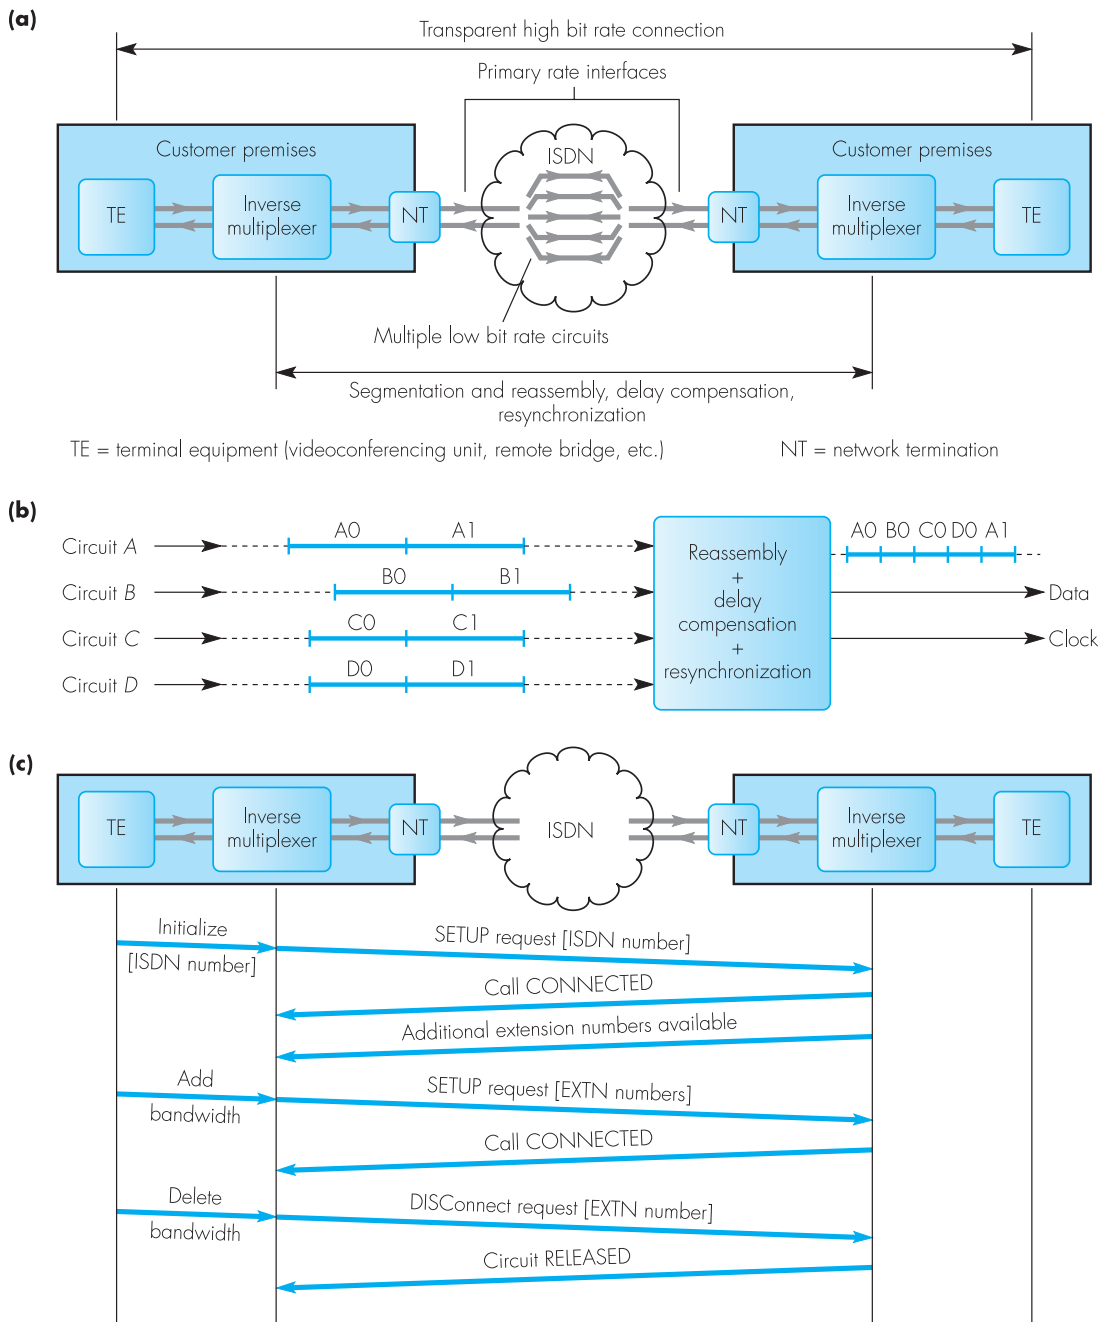 (a)
Transparent high bit rate connection
Primary rate interfaces
Customer premises
ISDN
Customer premises
TE
Inverse
multiplexer
NT
NT
Inverse
multiplexer
TE
Multiple low bit rate circuits
Segmentation and reassembly, delay compensation,
resynchronization
TE = terminal equipment (videoconferencing unit, remote bridge, etc.)
NT = network termination
(b)
Circuit A
A0
A1
Circuit B
B0
B1
Circuit C
C0
C1
Circuit D
D0
D1
Reassembly
+
delay
compensation
+
resynchronization
A0 B0 C0 D0 A1
Data
Clock
(c)
TE
Inverse
multiplexer
NT
ISDN
NT
Inverse
multiplexer
TE
Initialize
[ISDN number]
SETUP request [ISDN number]
Call CONNECTED
Additional extension numbers available
Add
bandwidth
SETUP request [EXTN numbers]
Call CONNECTED
Delete
bandwidth
DISConnect request [EXTN number]
Circuit RELEASED